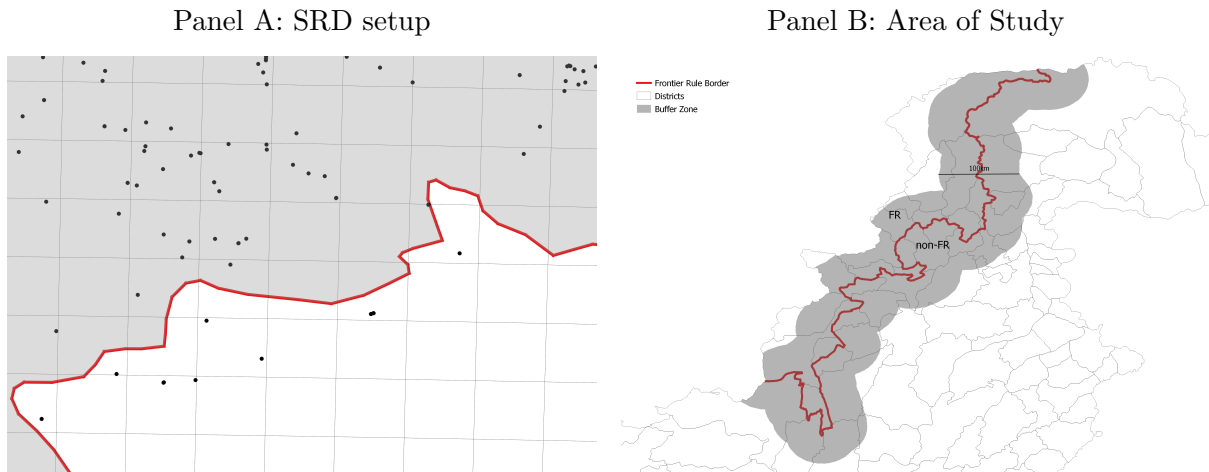 Panel A: SRD setup
Panel B: Area of Study
Frontier Rule Border
Districts
Buffer Zone
100km
FR
non-FR